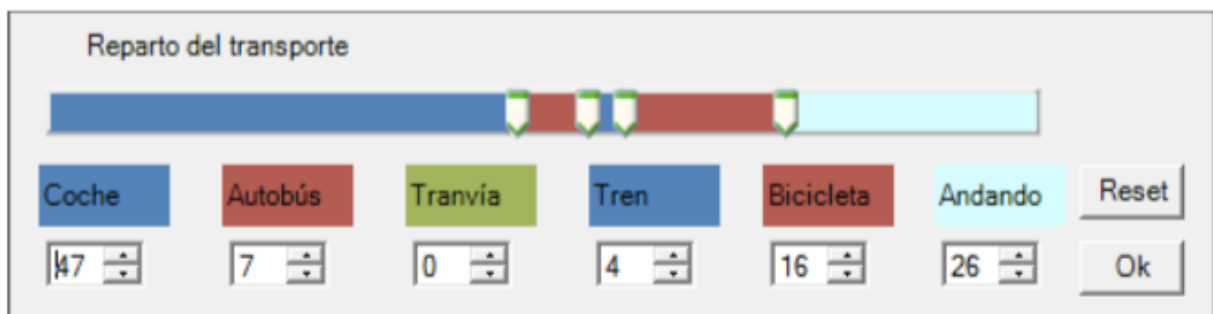 Reparto del transporte
Coche Autobús Tranvía Tren Bicicleta Andando Reset
47 7 0 4 16 26 Ok